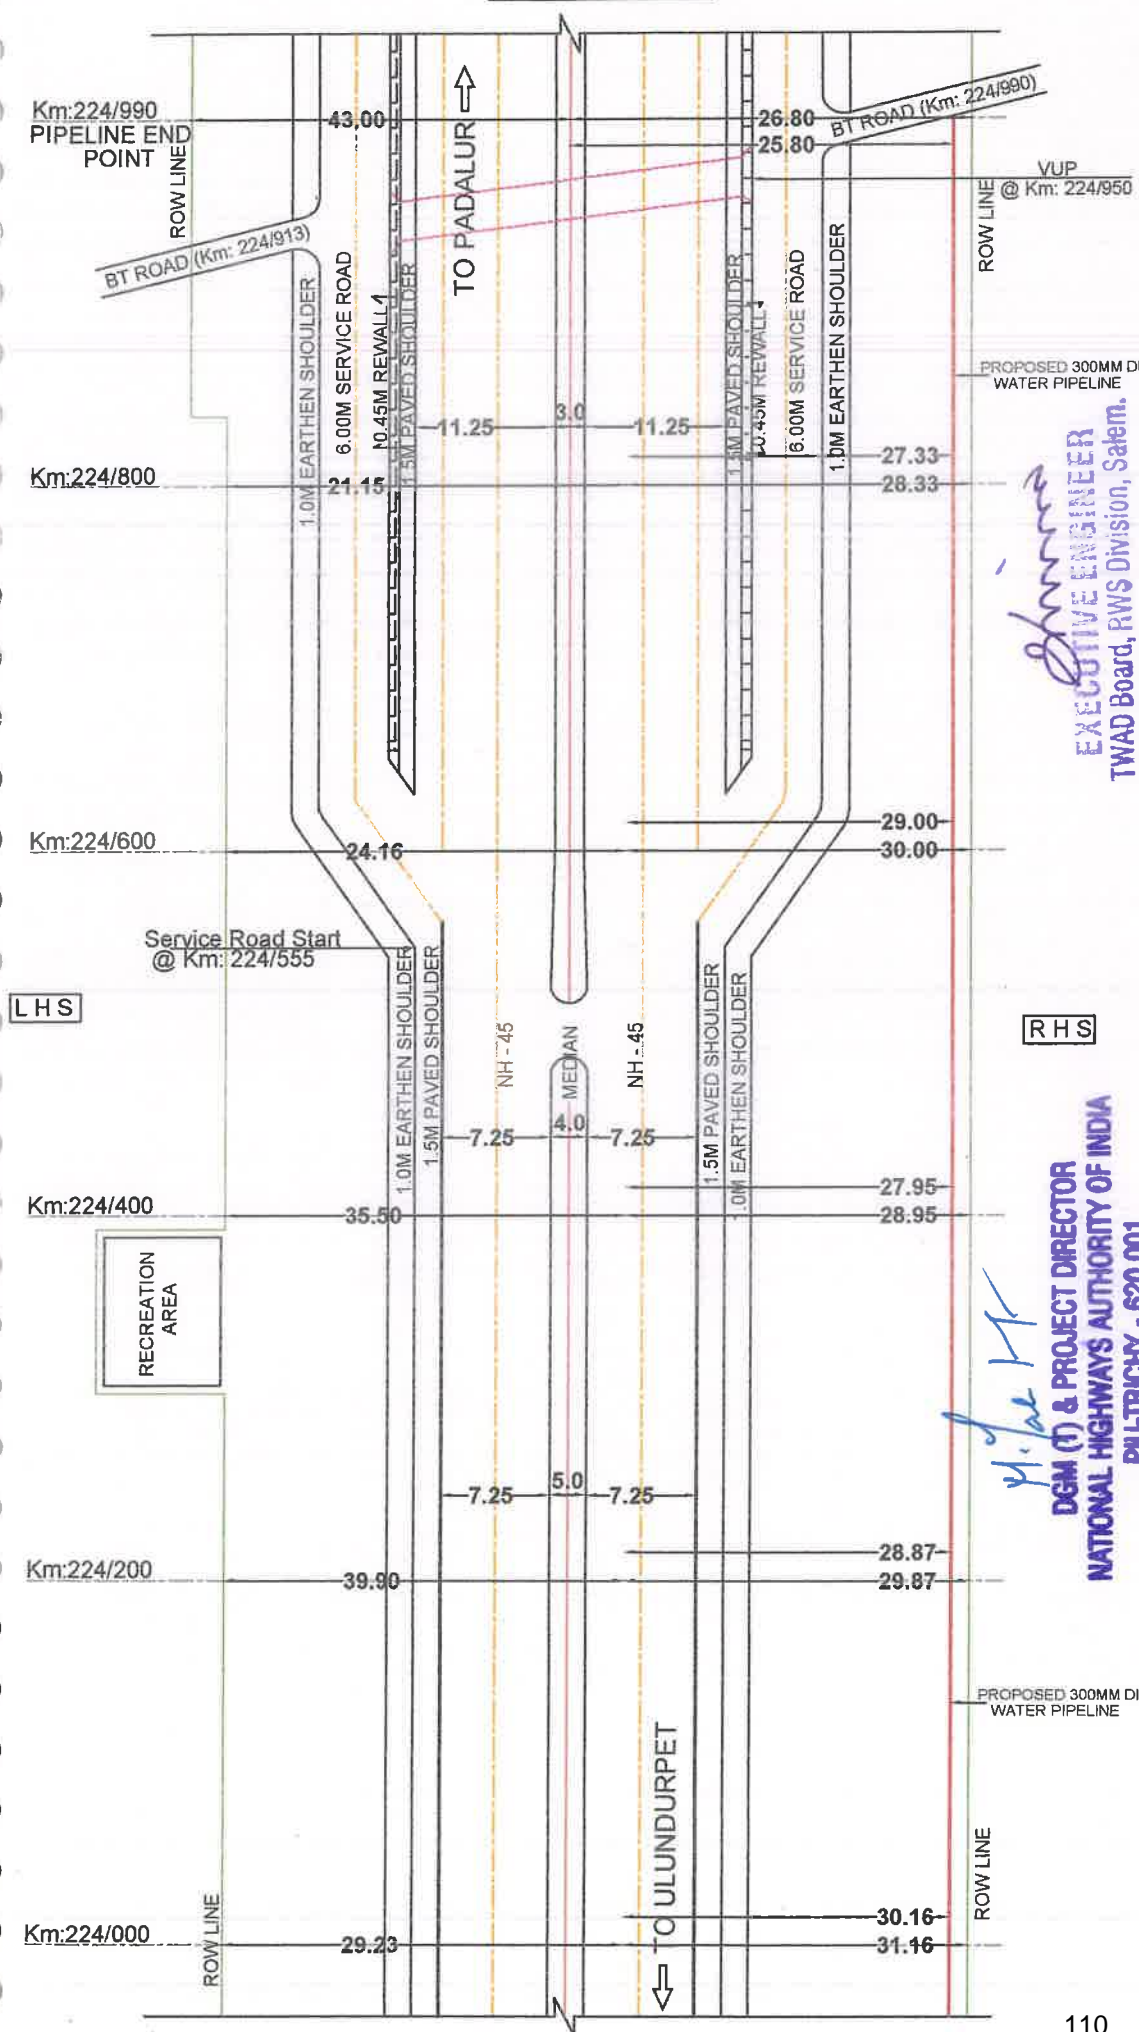 Km:224/990
PIPELINE END
POINT
ROW LINE
43.00
TO PADALUR
26.80
25.80
BT ROAD (Km: 224/990)
VUP
@ Km: 224/950
ROW LINE
BT ROAD (Km: 224/913)
1.0M EARTHEN SHOULDER
6.00M SERVICE ROAD
0.45M REWALL
1.5M PAVED SHOULDER
11.25
3.0
11.25
1.5M PAVED SHOULDER
0.45M REWALL
6.00M SERVICE ROAD
1.0M EARTHEN SHOULDER
PROPOSED 300MM DI
WATER PIPELINE
27.33
Km:224/800
21.15
28.33
EXECUTIVE ENGINEER
TWAD Board, RWS Division, Salem.
29.00
Km:224/600
24.16
30.00
Service Road Start
@ Km: 224/555
LHS
RHS
1.0M EARTHEN SHOULDER
1.5M PAVED SHOULDER
NH - 45
MEDIAN
NH - 45
1.5M PAVED SHOULDER
1.0M EARTHEN SHOULDER
7.25
4.0
7.25
27.95
Km:224/400
35.50
28.95
RECREATION
AREA
DGM (T) & PROJECT DIRECTOR
NATIONAL HIGHWAYS AUTHORITY OF INDIA
620 001
7.25
5.0
7.25
28.87
Km:224/200
39.90
29.87
PROPOSED 300MM DI
WATER PIPELINE
TO ULUNDURPET
ROW LINE
ROW LINE
30.16
Km:224/000
29.23
31.16
110